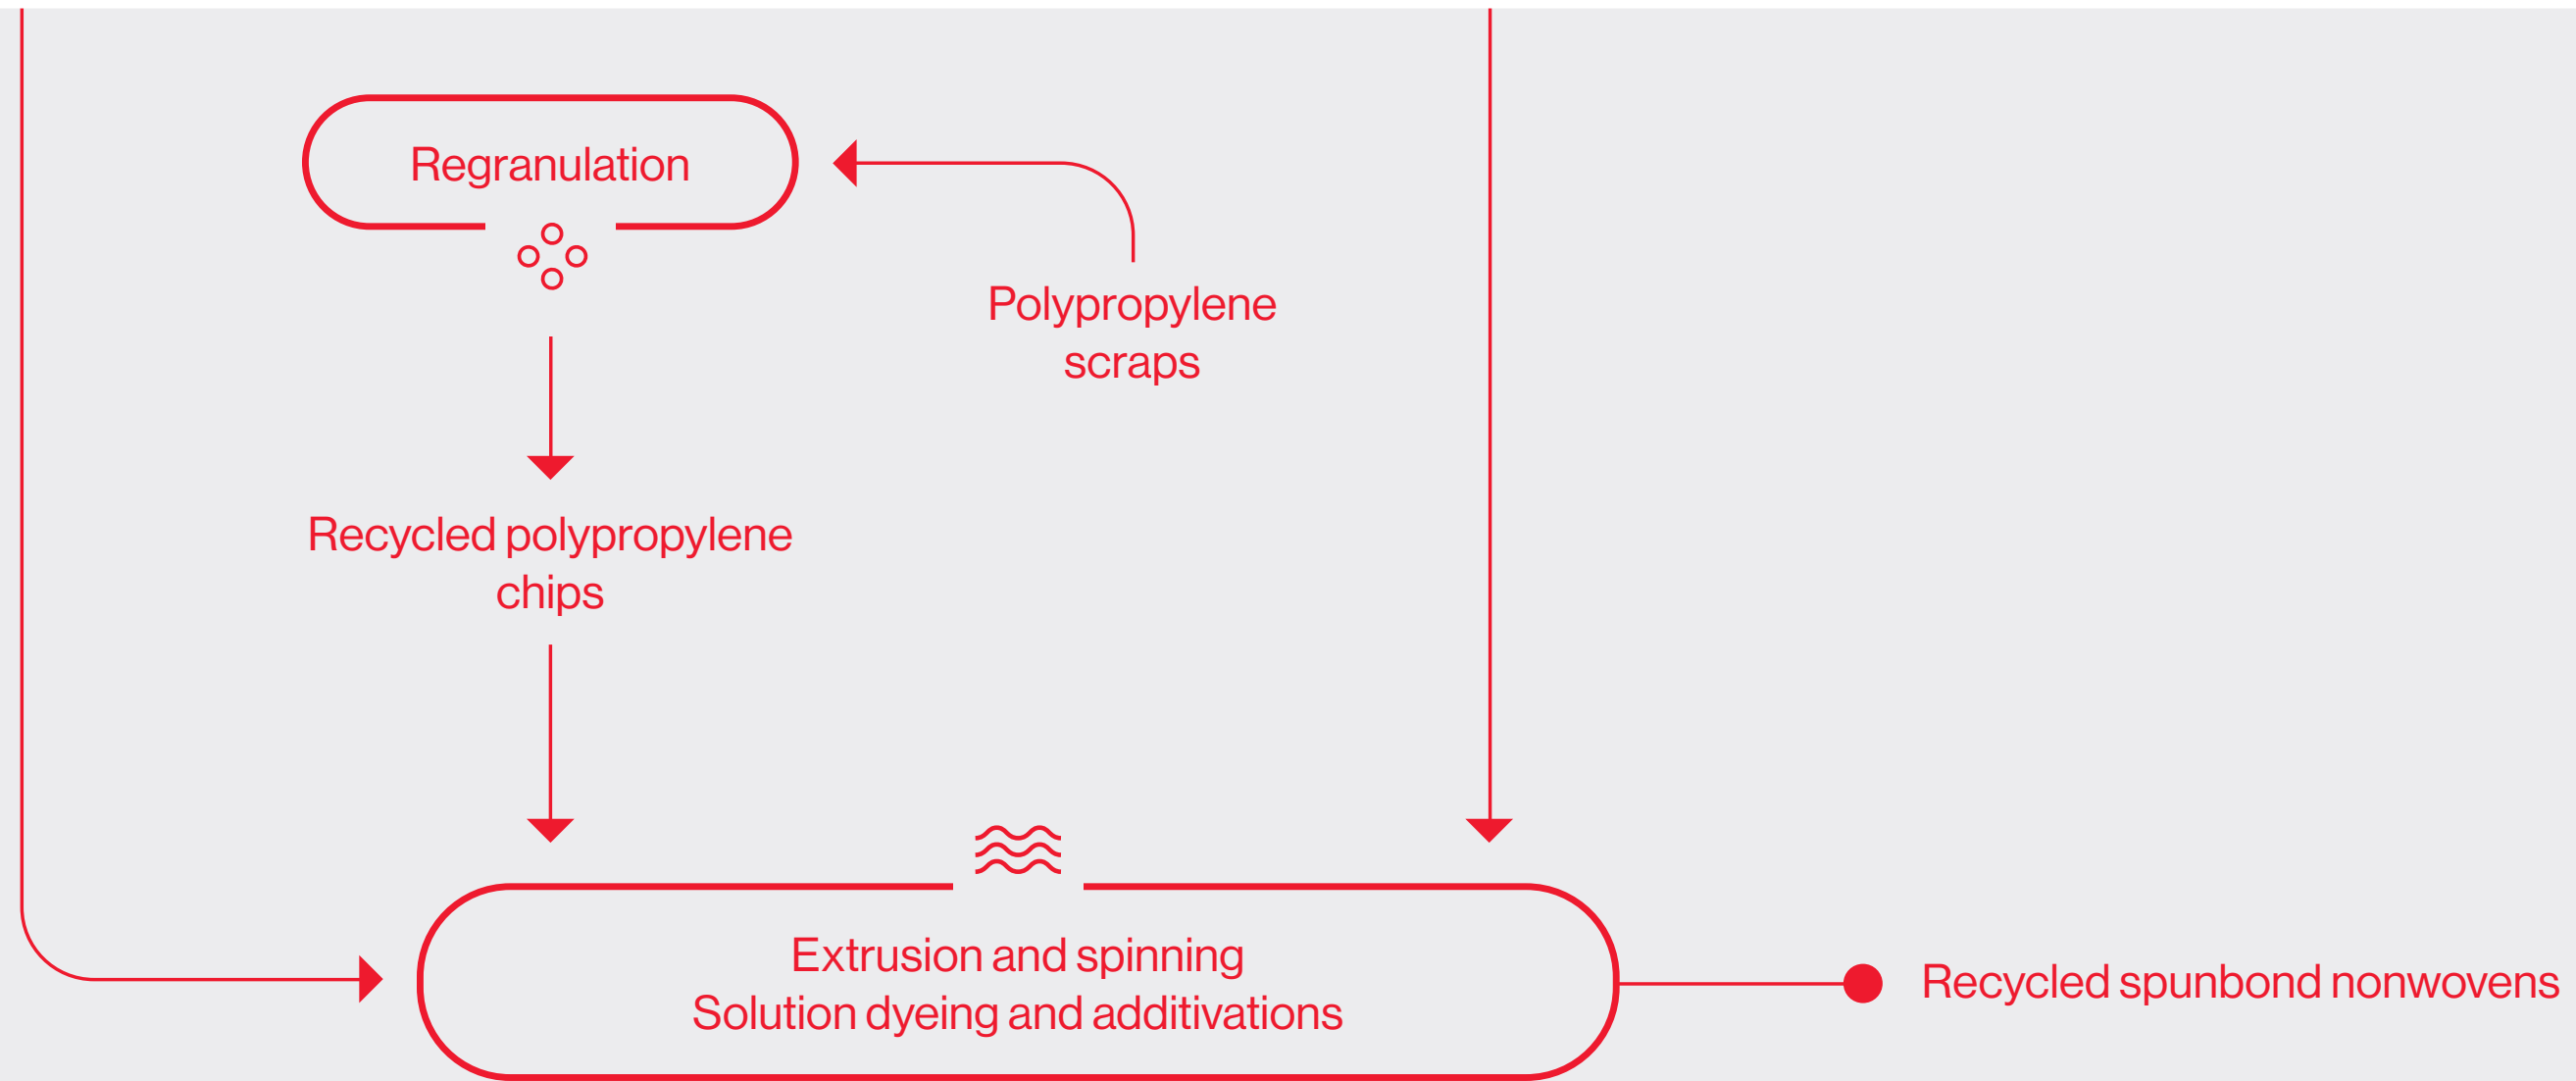 Regranulation
Polypropylene
scraps
Recycled polypropylene
chips
Extrusion and spinning
Solution dyeing and additivations
Recycled spunbond nonwovens